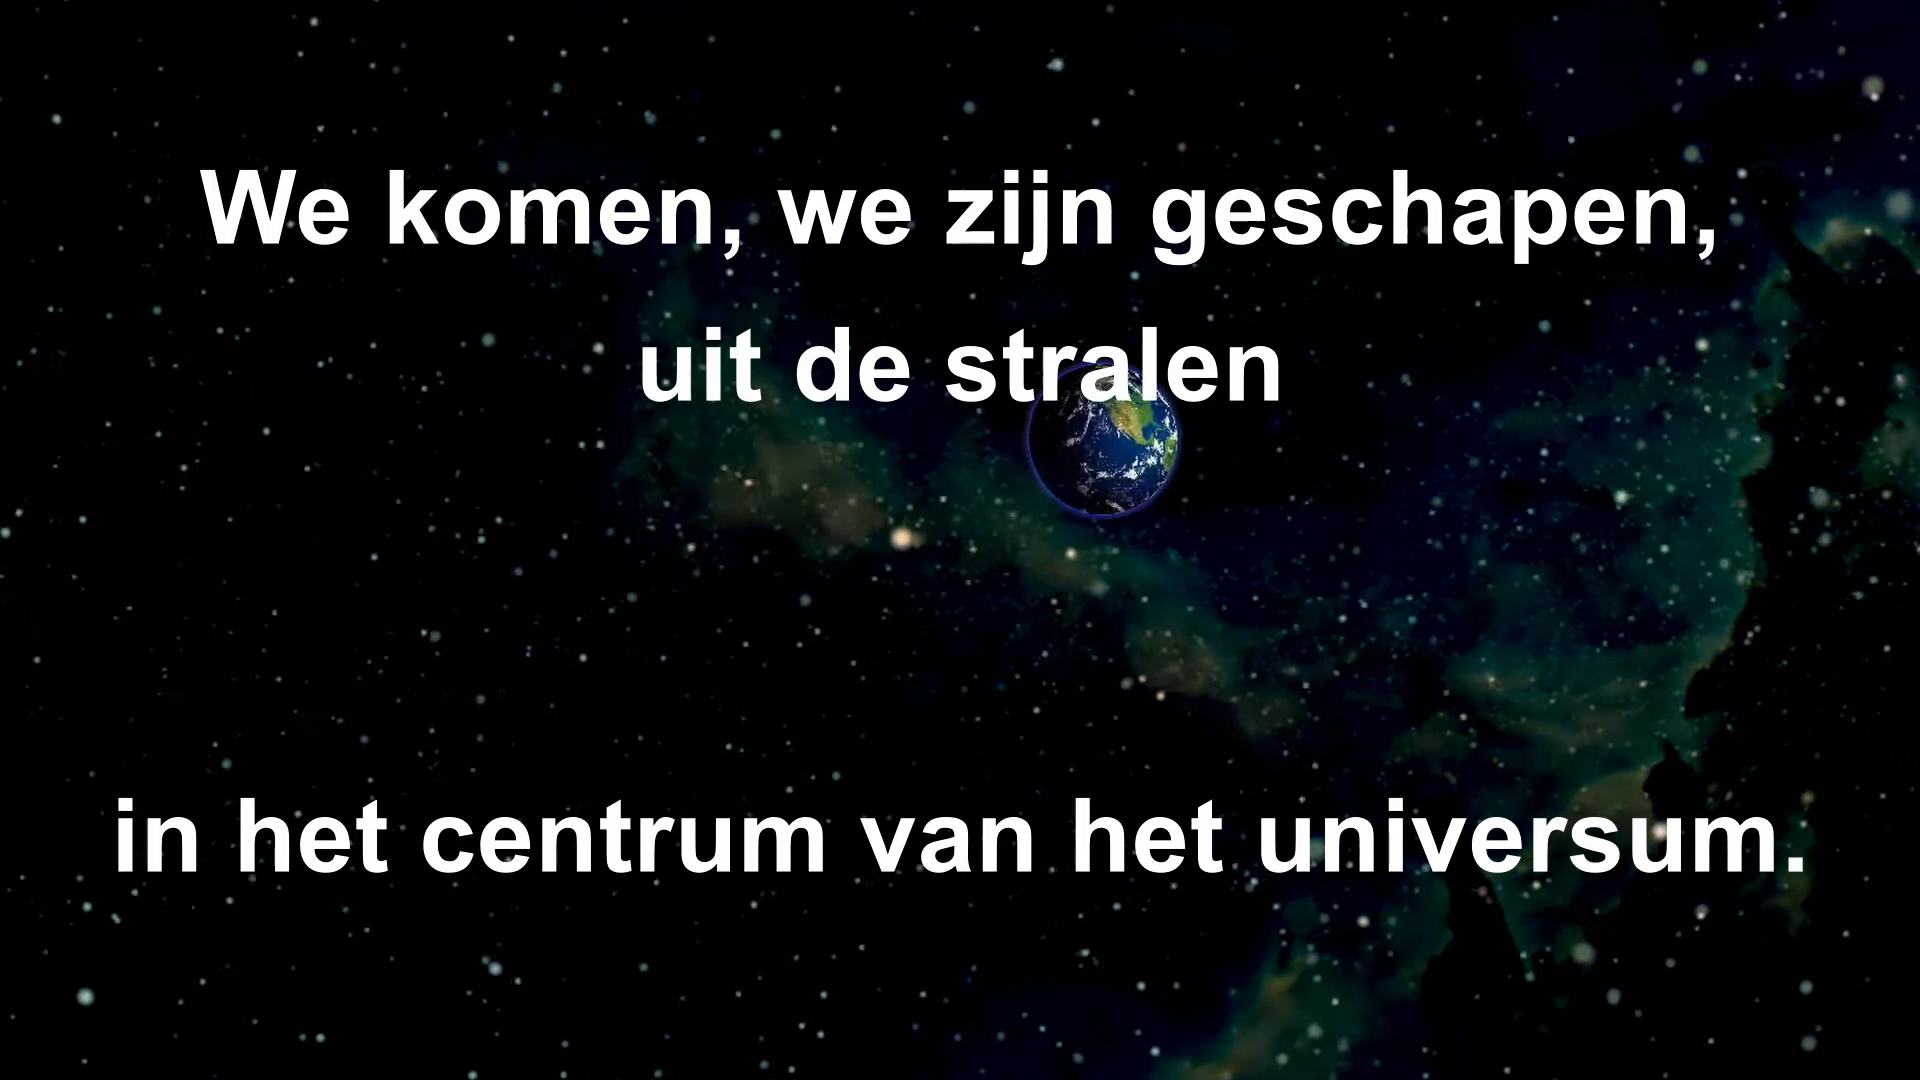 We komen, we zijn geschapen,
uit de stralen
in het centrum van het universum.